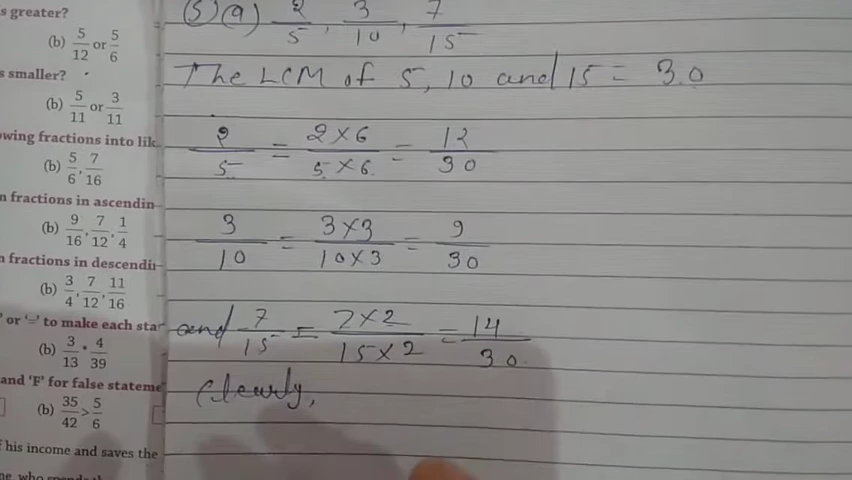 s greater?
(b) 5/12 or 5/6
s smaller?
(b) 5/11 or 3/11
wing fractions into lik
(b) 5/6, 7/16
n fractions in ascendin
(b) 9/16, 7/12, 1/4
n fractions in descendi
(b) 3/4, 7/12, 11/16
' or '=' to make each sta
(b) 3/13 · 4/39
and 'F' for false stateme
(b) 35/42 > 5/6
his income and saves the
(5) (a) 2/5, 3/10, 7/15
The LCM of 5, 10 and 15 = 30
2/5 = 2×6/5×6 = 12/30
3/10 = 3×3/10×3 = 9/30
and 7/15 = 7×2/15×2 = 14/30
Clearly,